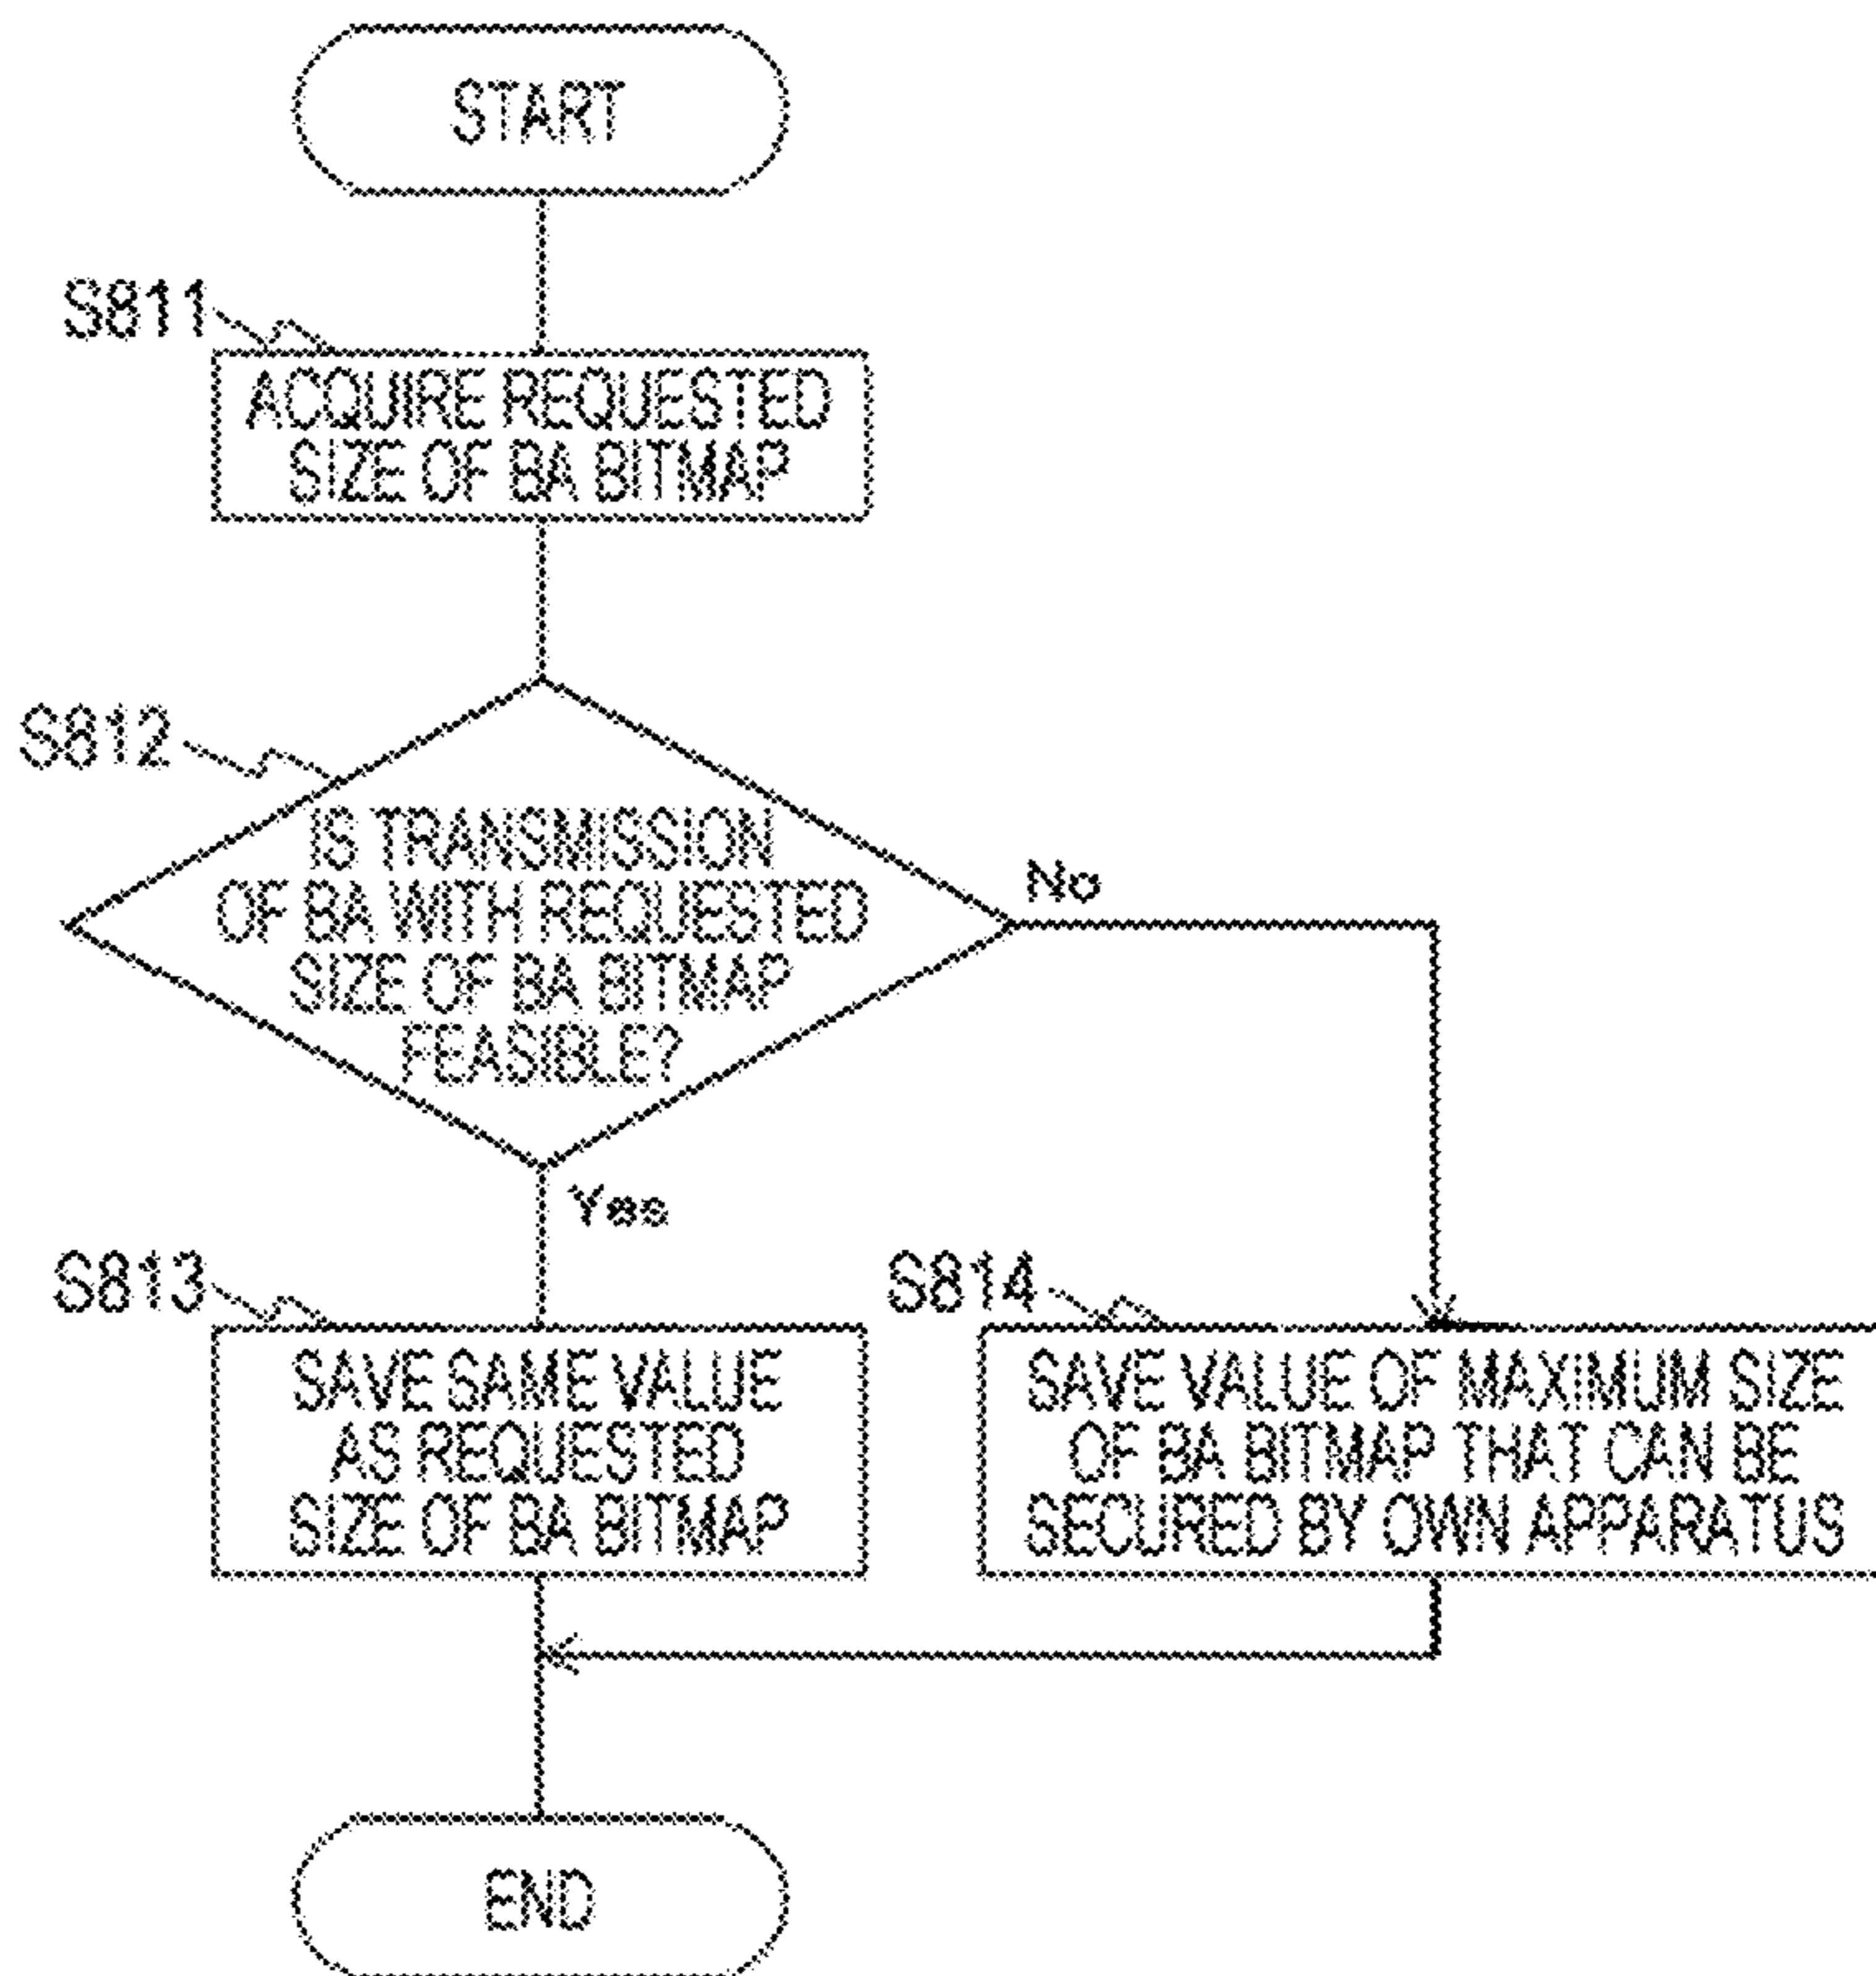 START
S811
ACQUIRE REQUESTED
SIZE OF BA BITMAP
S812
IS TRANSMISSION
OF BA WITH REQUESTED
SIZE OF BA BITMAP
FEASIBLE?
No
Yes
S813
SAVE SAME VALUE
AS REQUESTED
SIZE OF BA BITMAP
S814
SAVE VALUE OF MAXIMUM SIZE
OF BA BITMAP THAT CAN BE
SECURED BY OWN APPARATUS
END